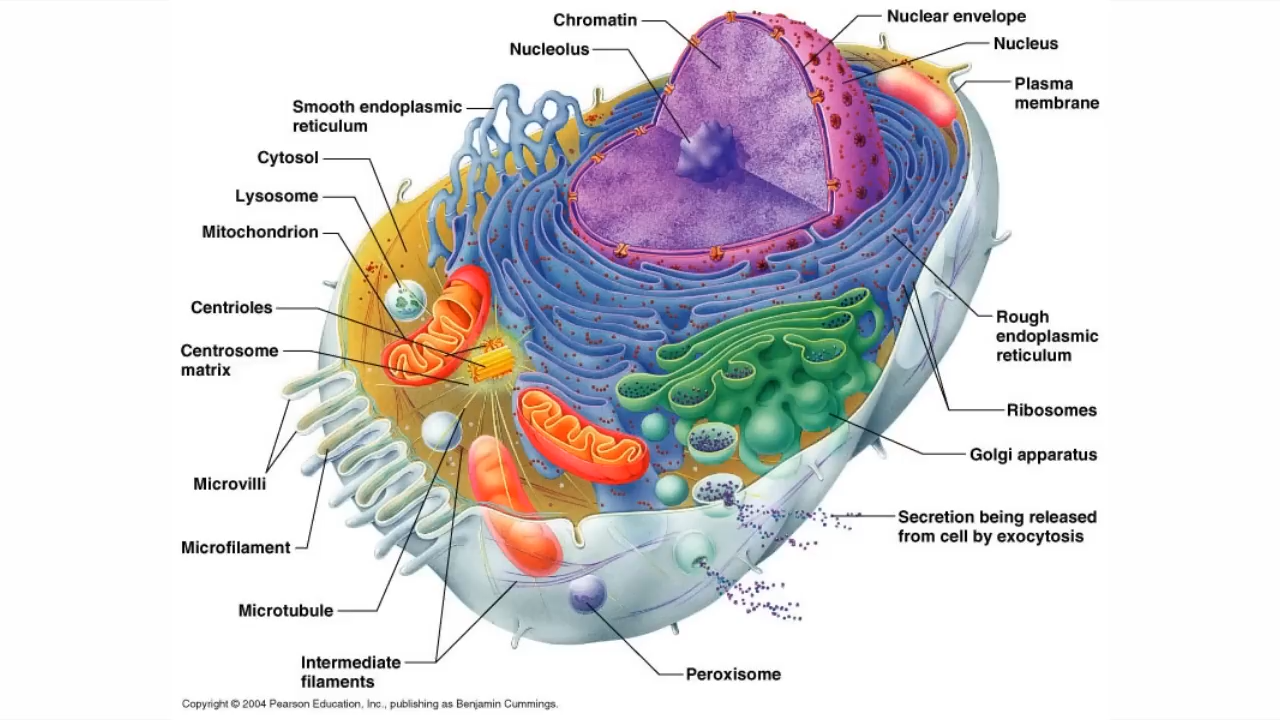 Chromatin
Nucleolus
Nuclear envelope
Nucleus
Plasma
membrane
Smooth endoplasmic
reticulum
Cytosol
Lysosome
Mitochondrion
Centrioles
Centrosome
matrix
Rough
endoplasmic
reticulum
Ribosomes
Golgi apparatus
Microvilli
Secretion being released
from cell by exocytosis
Microfilament
Microtubule
Intermediate
filaments
Peroxisome
Copyright © 2004 Pearson Education, Inc., publishing as Benjamin Cummings.